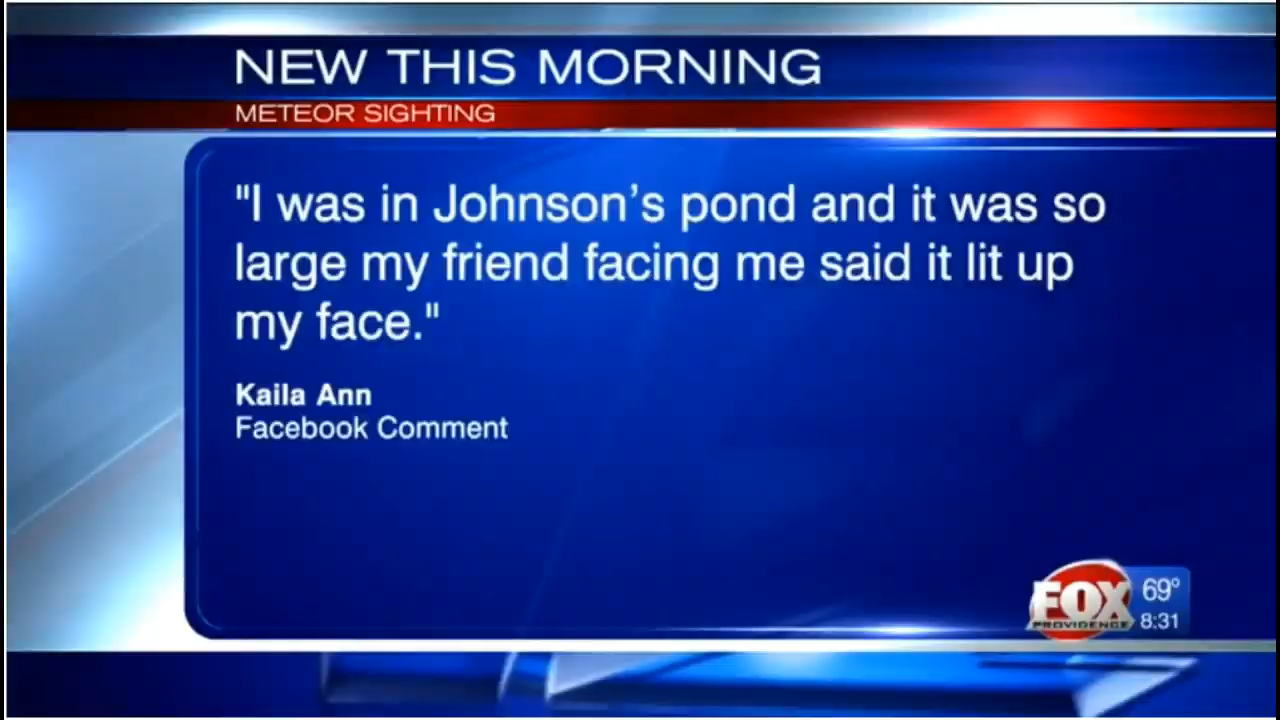 NEW THIS MORNING
METEOR SIGHTING
"I was in Johnson’s pond and it was so
large my friend facing me said it lit up
my face."
Kaila Ann
Facebook Comment
FOX
PROVIDENCE
69°
8:31